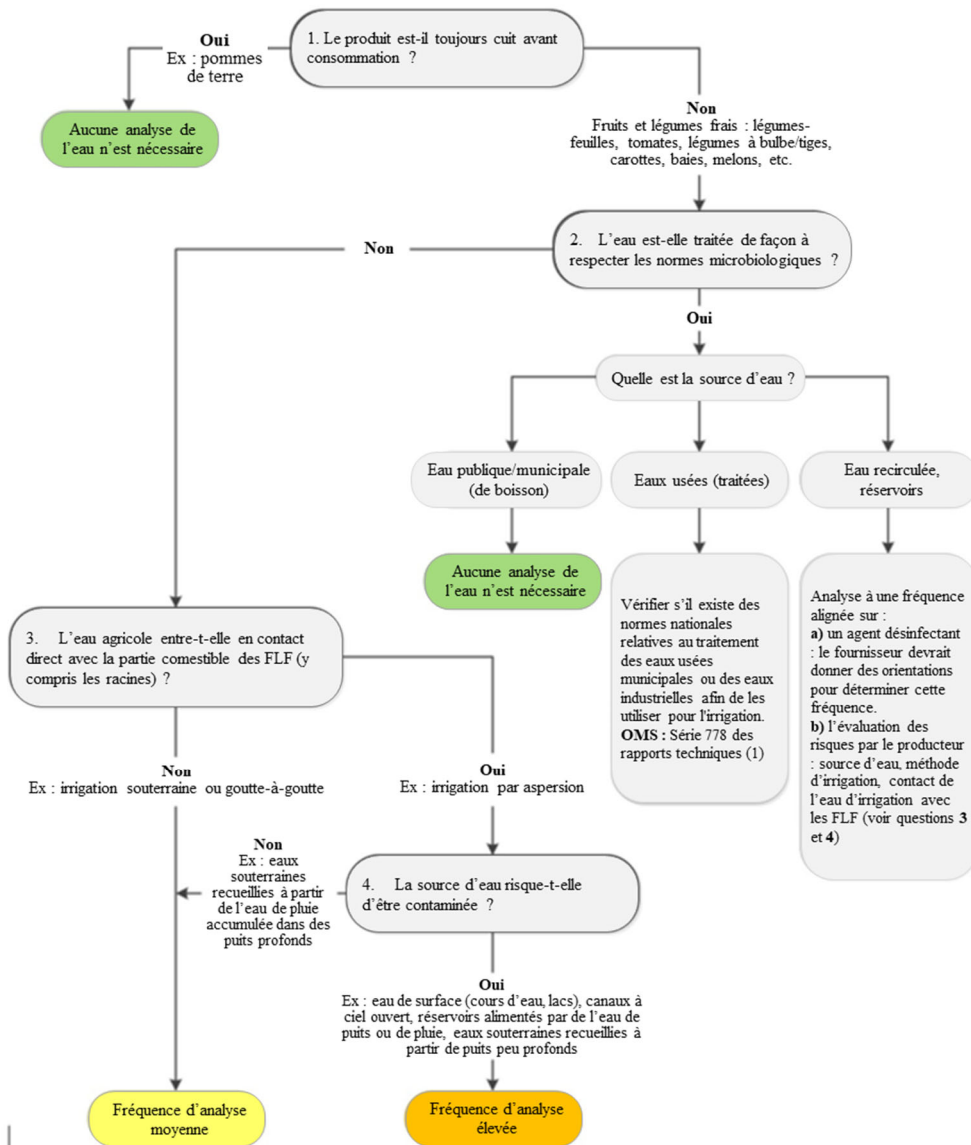 Oui
Ex : pommes
de terre
1. Le produit est-il toujours cuit avant
consommation ?
Aucune analyse de
l'eau n'est nécessaire
Non
Fruits et légumes frais : légumes-
feuilles, tomates, légumes à bulbe/tiges,
carottes, baies, melons, etc.
Non
2. L'eau est-elle traitée de façon à
respecter les normes microbiologiques ?
Oui
Quelle est la source d'eau ?
Eau publique/municipale
(de boisson)
Eaux usées (traitées)
Eau recirculée,
réservoirs
Aucune analyse de
l'eau n'est nécessaire
Vérifier s'il existe des
normes nationales
relatives au traitement
des eaux usées
municipales ou des eaux
industrielles afin de les
utiliser pour l'irrigation.
OMS : Série 778 des
rapports techniques (1)
Analyse à une fréquence
alignée sur :
a) un agent désinfectant
: le fournisseur devrait
donner des orientations
pour déterminer cette
fréquence.
b) l'évaluation des
risques par le producteur
: source d'eau, méthode
d'irrigation, contact de
l'eau d'irrigation avec
les FLF (voir questions 3
et 4)
3. L'eau agricole entre-t-elle en contact
direct avec la partie comestible des FLF (y
compris les racines) ?
Non
Ex : irrigation souterraine ou goutte-à-goutte
Oui
Ex : irrigation par aspersion
Non
Ex : eaux
souterraines
recueillies à partir
de l'eau de pluie
accumulée dans des
puits profonds
4. La source d'eau risque-t-elle
d'être contaminée ?
Oui
Ex : eau de surface (cours d'eau, lacs), canaux à
ciel ouvert, réservoirs alimentés par de l'eau de
puits ou de pluie, eaux souterraines recueillies à
partir de puits peu profonds
Fréquence d'analyse
moyenne
Fréquence d'analyse
élevée